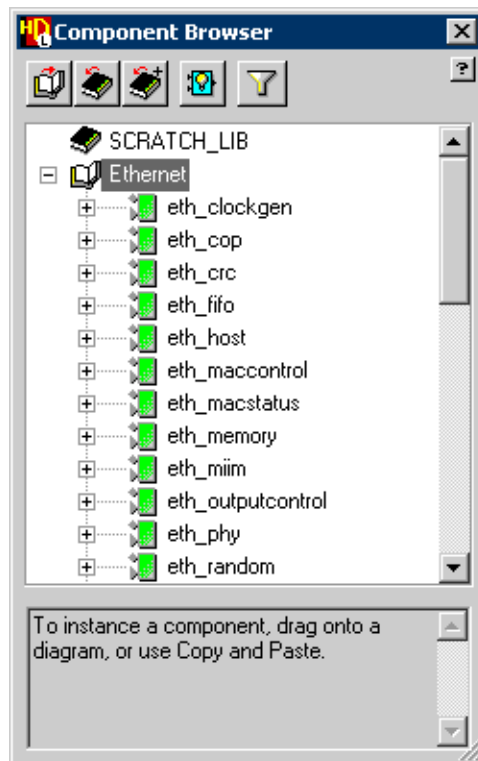 HDL Component Browser
?
SCRATCH_LIB
Ethernet
eth_clockgen
eth_cop
eth_crc
eth_fifo
eth_host
eth_maccontrol
eth_macstatus
eth_memory
eth_miim
eth_outputcontrol
eth_phy
eth_random
To instance a component, drag onto a
diagram, or use Copy and Paste.